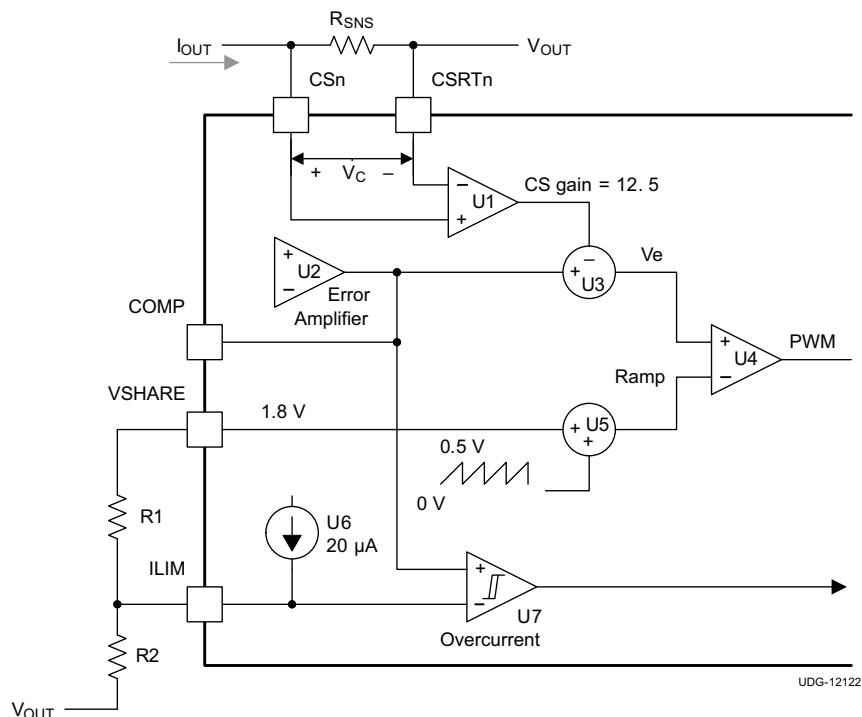 RSNS
IOUT
VOUT
CSn
CSRTn
+ VC −
−
U1
+
CS gain = 12. 5
+
U2
−
Error
Amplifier
−
+
U3
Ve
COMP
+
U4
−
PWM
Ramp
VSHARE
1.8 V
+ U5
+
0.5 V
0 V
R1
U6
20 µA
ILIM
+
−
U7
Overcurrent
R2
VOUT
UDG-12122